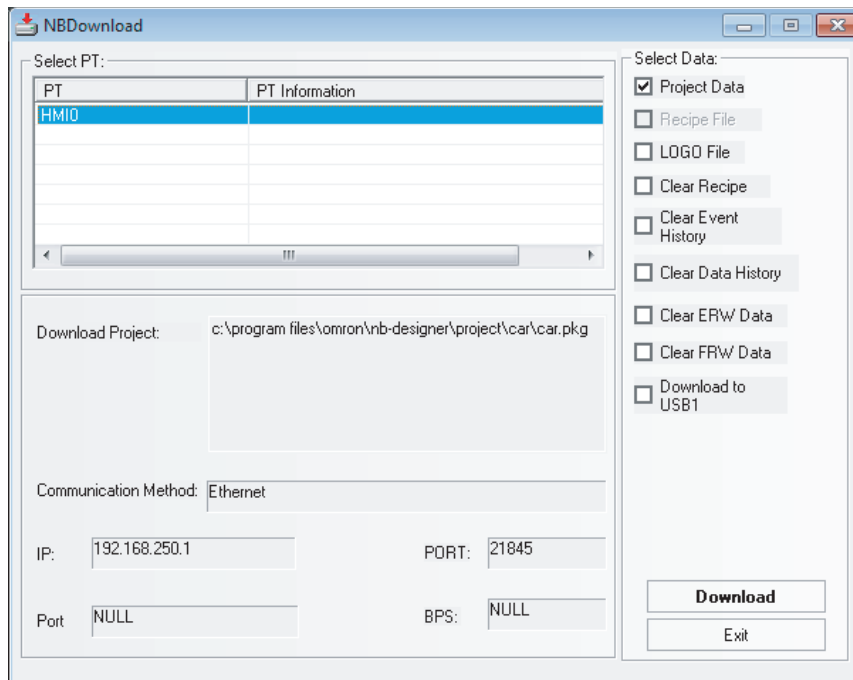 NBDownload
Select PT:
PT PT Information
HMI0
Download Project: c:\program files\omron\nb-designer\project\car\car.pkg
Communication Method: Ethernet
IP: 192.168.250.1 PORT: 21845
Port NULL BPS: NULL
Select Data:
Project Data
Recipe File
LOGO File
Clear Recipe
Clear Event
History
Clear Data History
Clear ERW Data
Clear FRW Data
Download to
USB1
Download
Exit